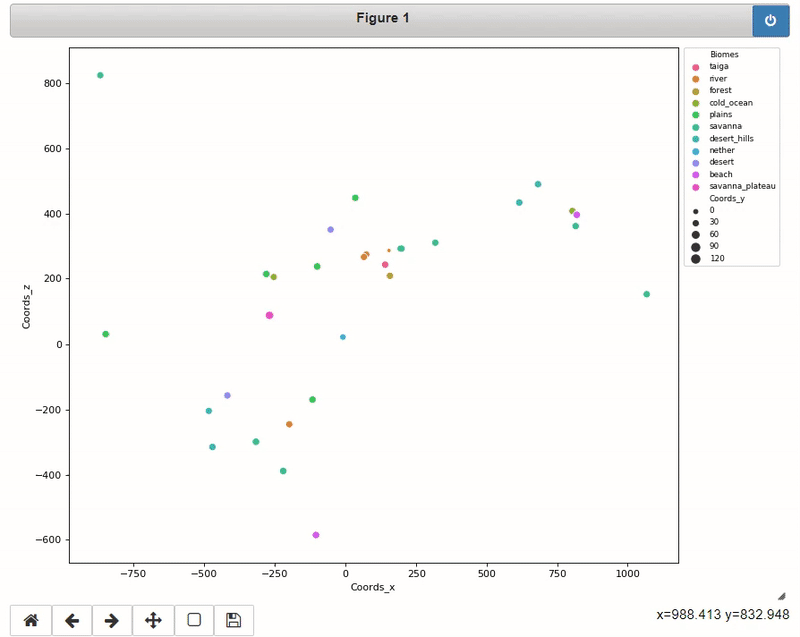 Figure 1
Biomes
taiga
river
forest
cold_ocean
plains
savanna
desert_hills
nether
desert
beach
savanna_plateau
Coords_y
0
30
60
90
120
800
600
400
200
0
−200
−400
−600
Coords_z
−750 −500 −250 0 250 500 750 1000
Coords_x
x=988.413 y=832.948